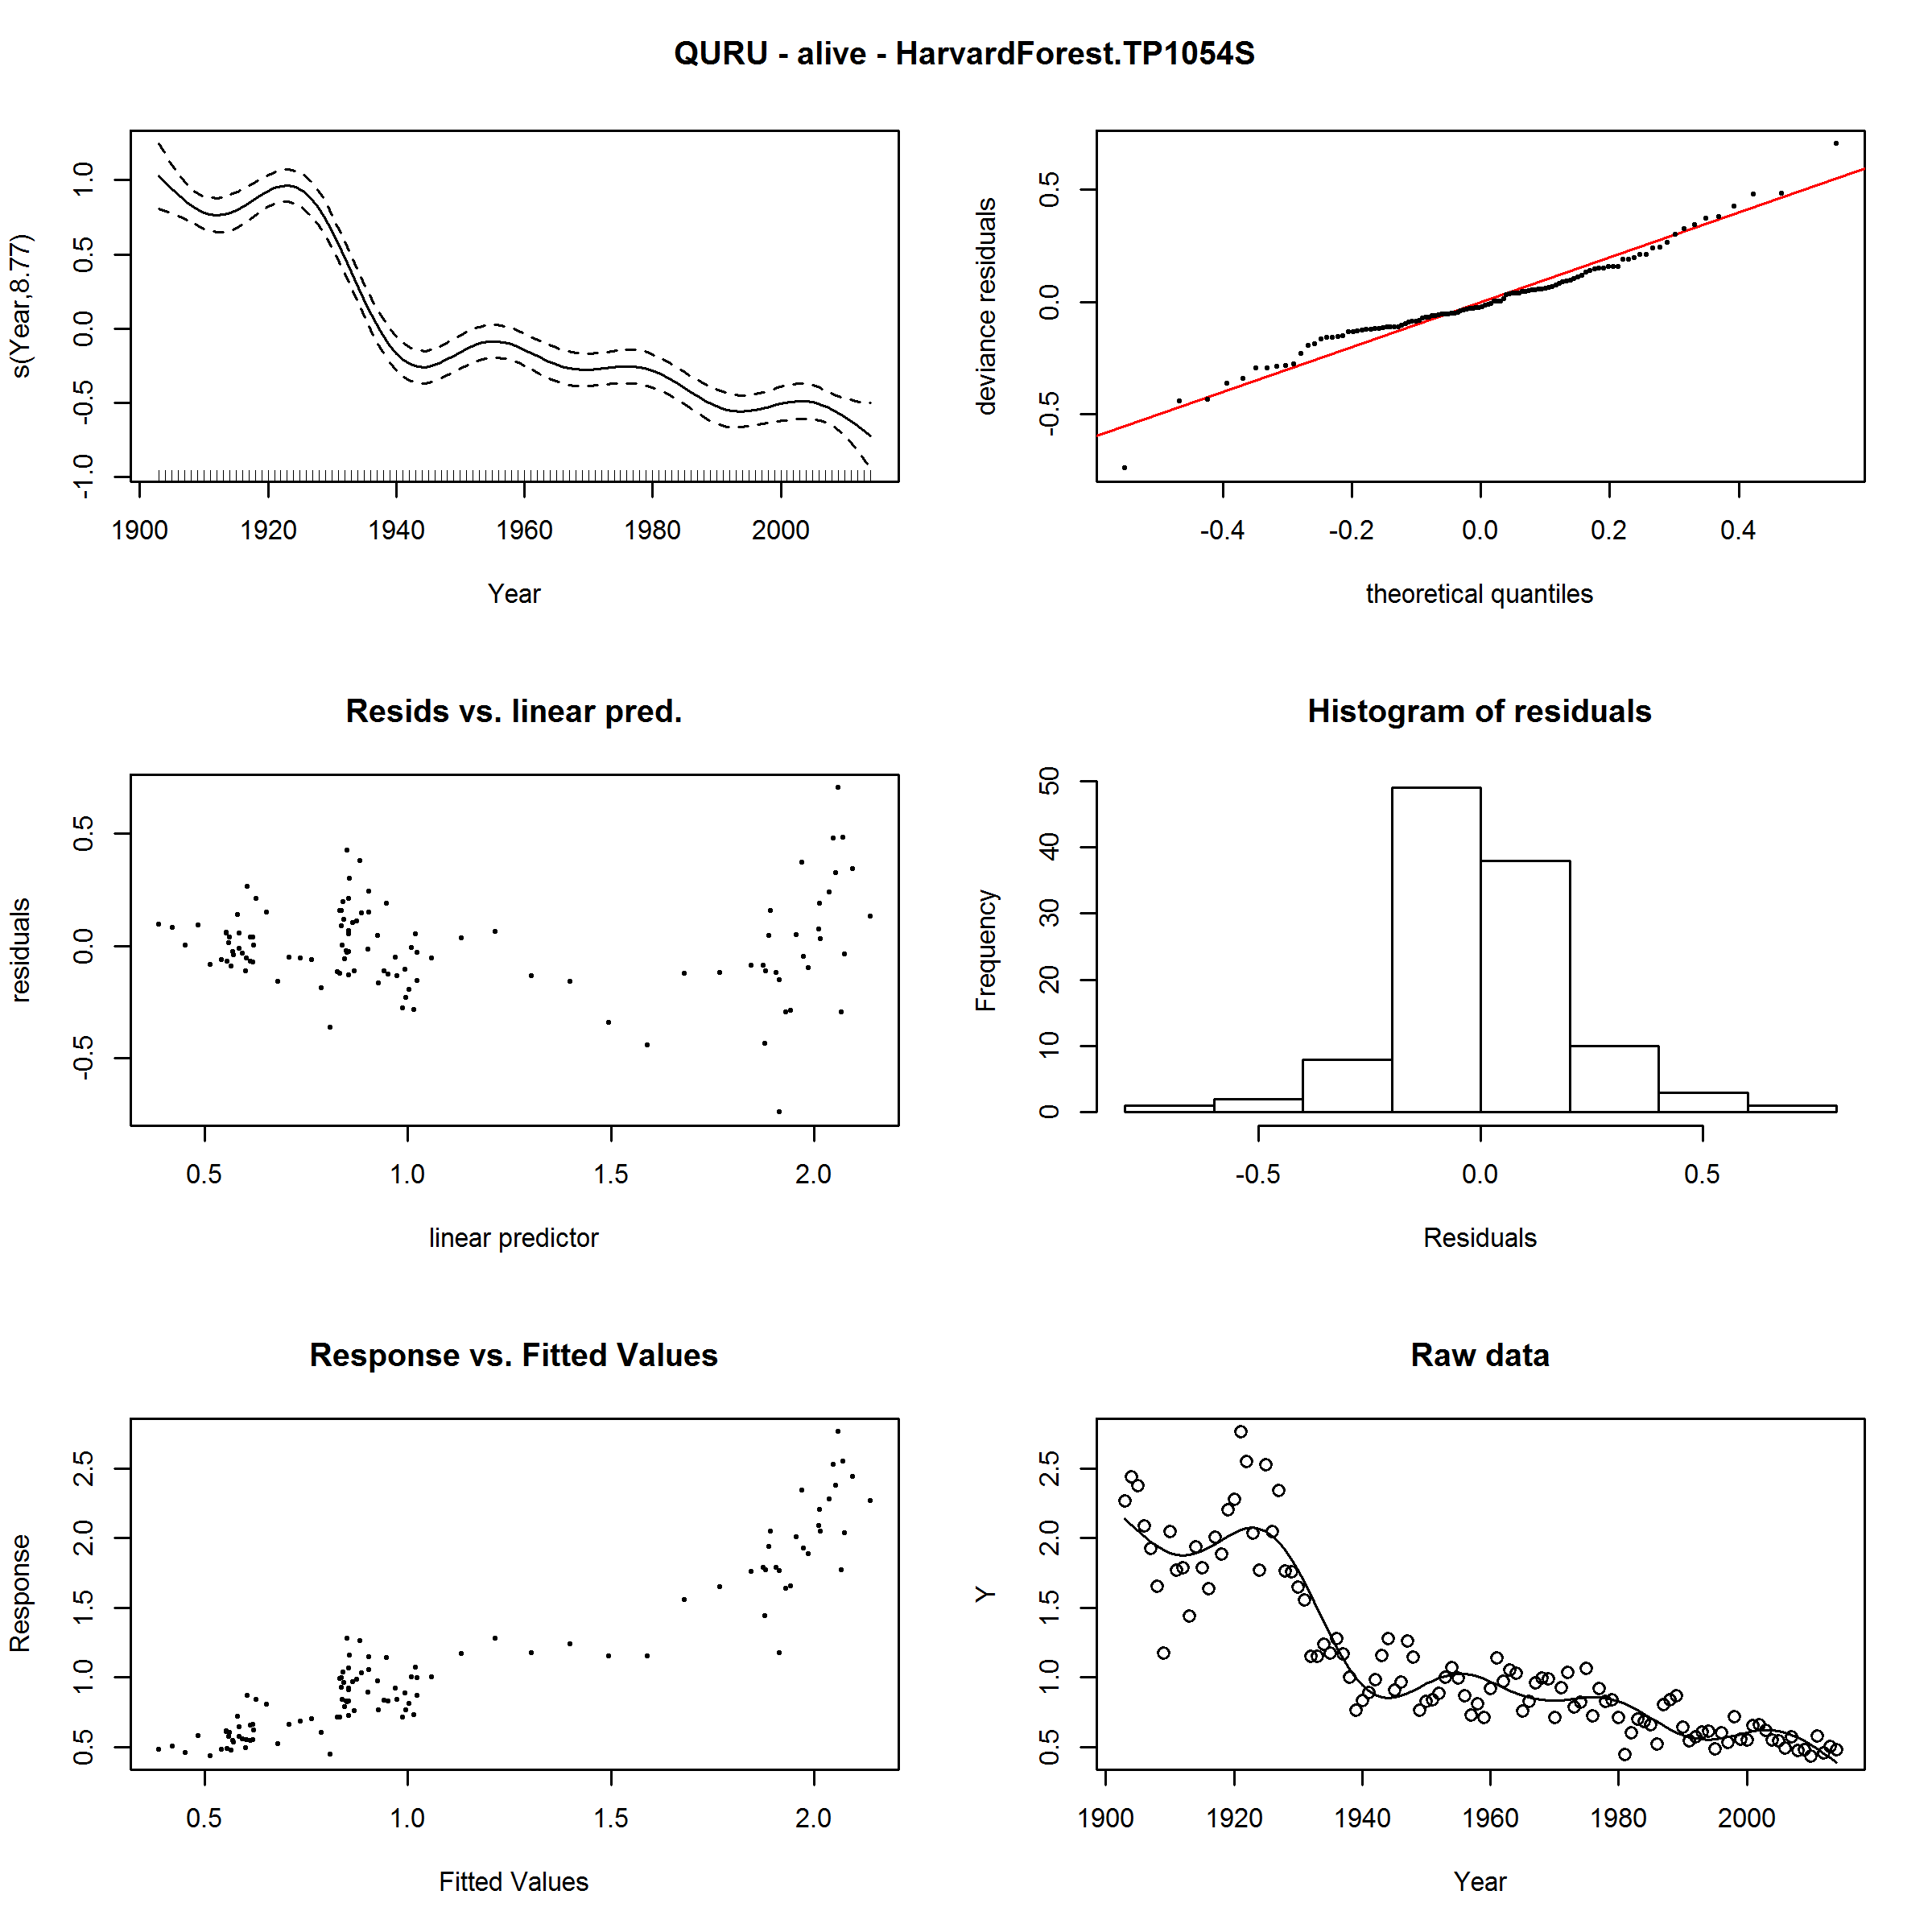 QURU - alive - HarvardForest.TP1054S
s(Year,8.77)
1.0
0.5
0.0
-0.5
-1.0
1900 1920 1940 1960 1980 2000
Year
deviance residuals
0.5
0.0
-0.5
-0.4 -0.2 0.0 0.2 0.4
theoretical quantiles
Resids vs. linear pred.
residuals
0.5
0.0
-0.5
0.5 1.0 1.5 2.0
linear predictor
Histogram of residuals
Frequency
50
40
30
20
10
0
-0.5 0.0 0.5
Residuals
Response vs. Fitted Values
Response
2.5
2.0
1.5
1.0
0.5
0.5 1.0 1.5 2.0
Fitted Values
Raw data
Y
2.5
2.0
1.5
1.0
0.5
1900 1920 1940 1960 1980 2000
Year